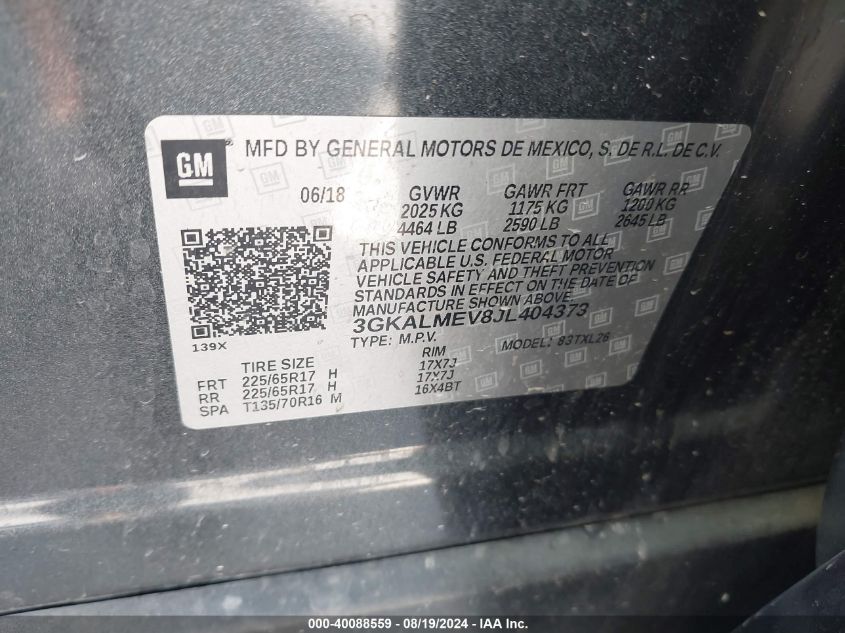 GM
MFD BY GENERAL MOTORS DE MEXICO, S. DE R.L. DE C.V.
06/18 GVWR GAWR FRT GAWR RR
2025 KG 1175 KG 1200 KG
4464 LB 2590 LB 2645 LB
THIS VEHICLE CONFORMS TO ALL
APPLICABLE U.S. FEDERAL MOTOR
VEHICLE SAFETY AND THEFT PREVENTION
STANDARDS IN EFFECT ON THE DATE OF
MANUFACTURE SHOWN ABOVE.
3GKALMEV8JL404373
139X
TYPE: M.P.V. MODEL: 83TXL26
TIRE SIZE RIM
FRT 225/65R17 H 17X7J
RR 225/65R17 H 17X7J
SPA T135/70R16 M 16X4BT
000-40088559 - 08/19/2024 - IAAI Inc.